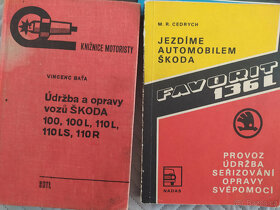 KNIŽNICE MOTORISTY
VINCENC BAŤA
Údržba a opravy
vozů ŠKODA
100, 100 L, 110 L,
110 LS, 110 R
SNTL
M. R. CEDRYCH
JEZDÍME
AUTOMOBILEM
ŠKODA
FAVORIT
136 L
NADAS
PROVOZ
ÚDRŽBA
SEŘIZOVÁNÍ
OPRAVY
SVÉPOMOCÍ